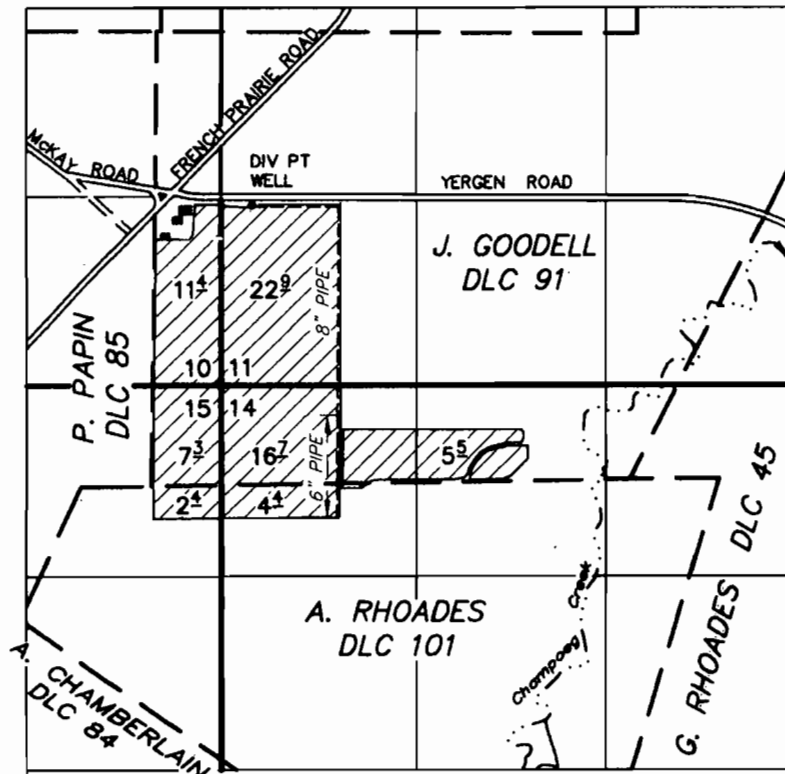 FRENCH PRAIRIE ROAD
McKAY ROAD
DIV PT
WELL
YERGEN ROAD
J. GOODELL
DLC 91
11 4
22 9
8" PIPE
P. PAPIN
DLC 85
10 11
15 14
7 3
16 7
6" PIPE
5 5
2 4
4 4
G. RHOADES DLC 45
A. RHOADES
DLC 101
Champoeg Creek
A. CHAMBERLAIN
DLC 84